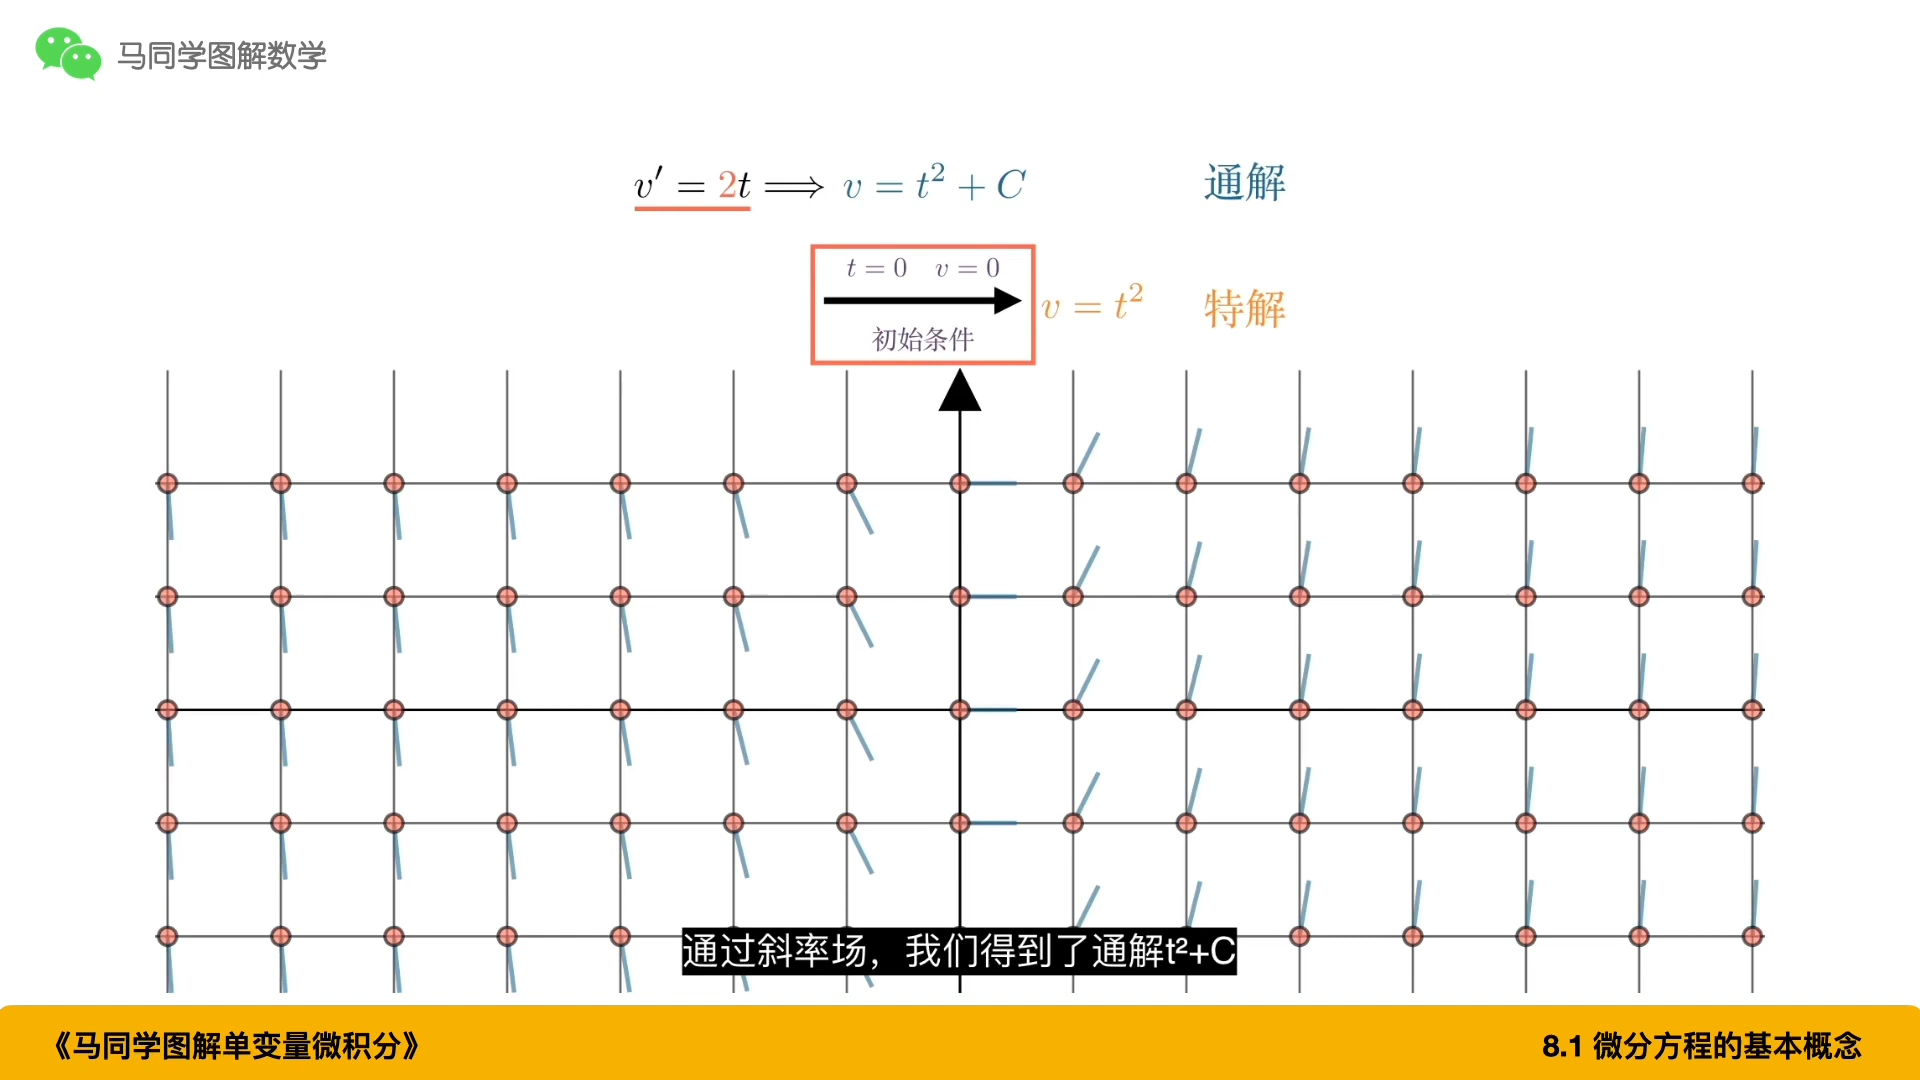 马同学图解数学
v′ = 2t ⟹ v = t² + C 通解
t = 0 v = 0
v = t² 特解
初始条件
通过斜率场，我们得到了通解t²+C
《马同学图解单变量微积分》
8.1 微分方程的基本概念